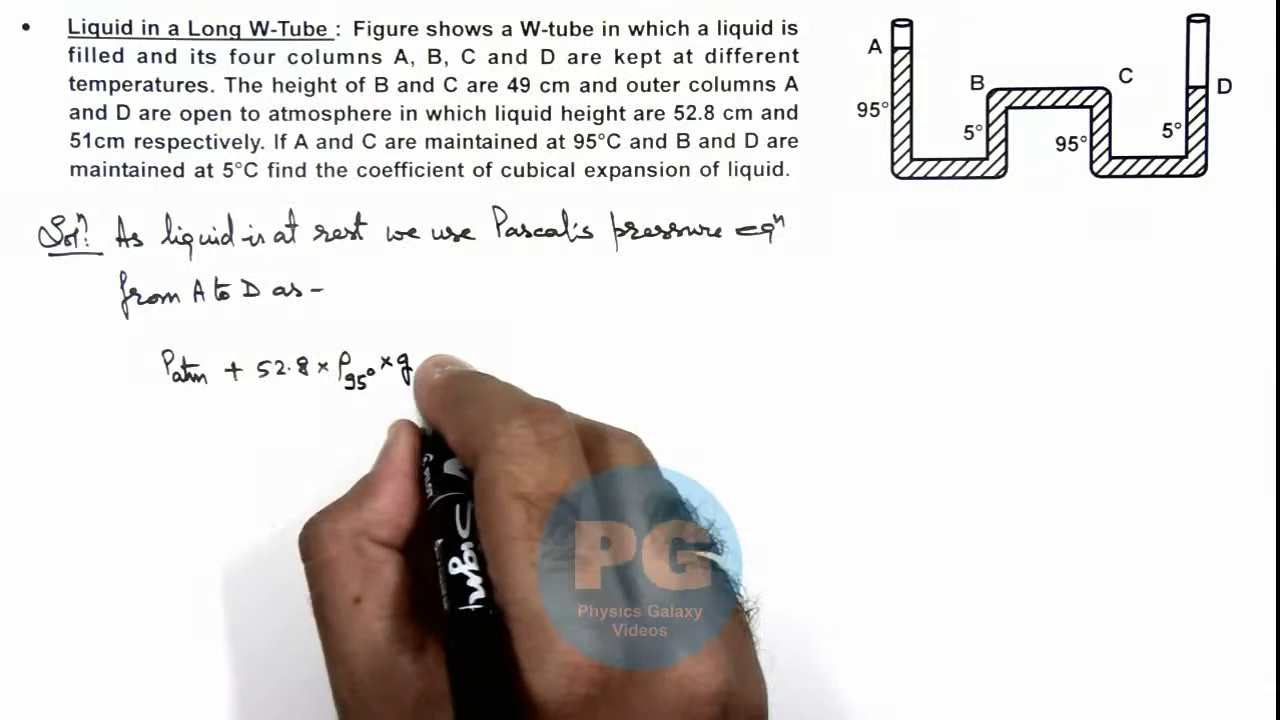 • Liquid in a Long W-Tube : Figure shows a W-tube in which a liquid is
filled and its four columns A, B, C and D are kept at different
temperatures. The height of B and C are 49 cm and outer columns A
and D are open to atmosphere in which liquid height are 52.8 cm and
51cm respectively. If A and C are maintained at 95°C and B and D are
maintained at 5°C find the coefficient of cubical expansion of liquid.
A
B
C
D
95°
5°
95°
5°
Solⁿ: As liquid is at rest we use Pascal's pressure eqⁿ
from A to D as –
Patm + 52.8 × ρ95° × g
G PILOT
Sign
PG
Physics Galaxy
Videos